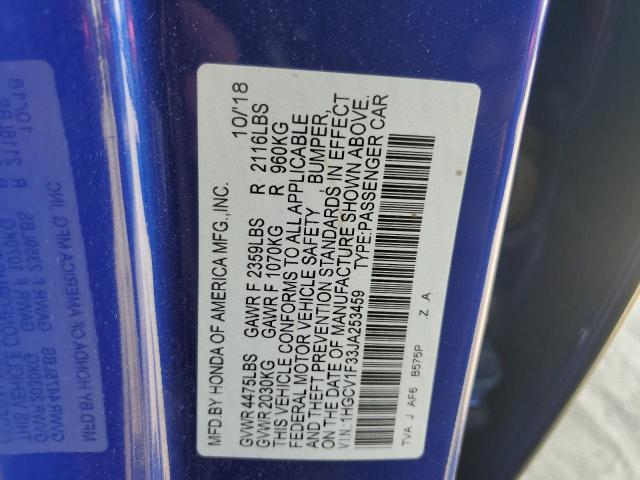 MFD.BY HONDA OF AMERICA MFG.,INC. 10/'18
GVWR 4475LBS GAWR F 2359LBS R 2116LBS
GVWR 2030KG GAWR F 1070KG R 960KG
THIS VEHICLE CONFORMS TO ALL APPLICABLE
FEDERAL MOTOR VEHICLE SAFETY , BUMPER,
AND THEFT PREVENTION STANDARDS IN EFFECT
ON THE DATE OF MANUFACTURE SHOWN ABOVE.
V.I.N.:1HGCV1F33JA253459 TYPE:PASSENGER CAR
TVA J AF6 B575P .Z .A